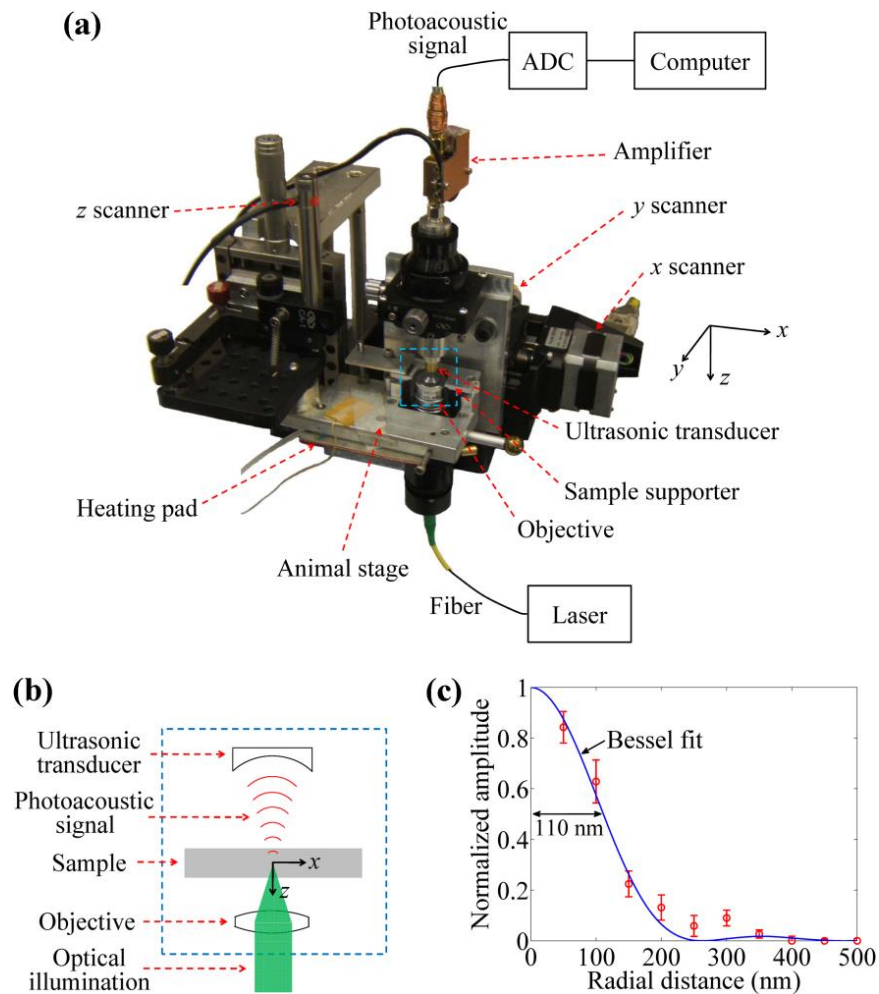 (a)
Photoacoustic
signal
ADC
Computer
Amplifier
z scanner
y scanner
x scanner
x
y
z
Ultrasonic transducer
Sample supporter
Heating pad
Objective
Animal stage
Fiber
Laser
(b)
Ultrasonic
transducer
Photoacoustic
signal
Sample
x
z
Objective
Optical
illumination
(c)
Normalized amplitude
1
0.8
0.6
0.4
0.2
0
Bessel fit
110 nm
0 100 200 300 400 500
Radial distance (nm)